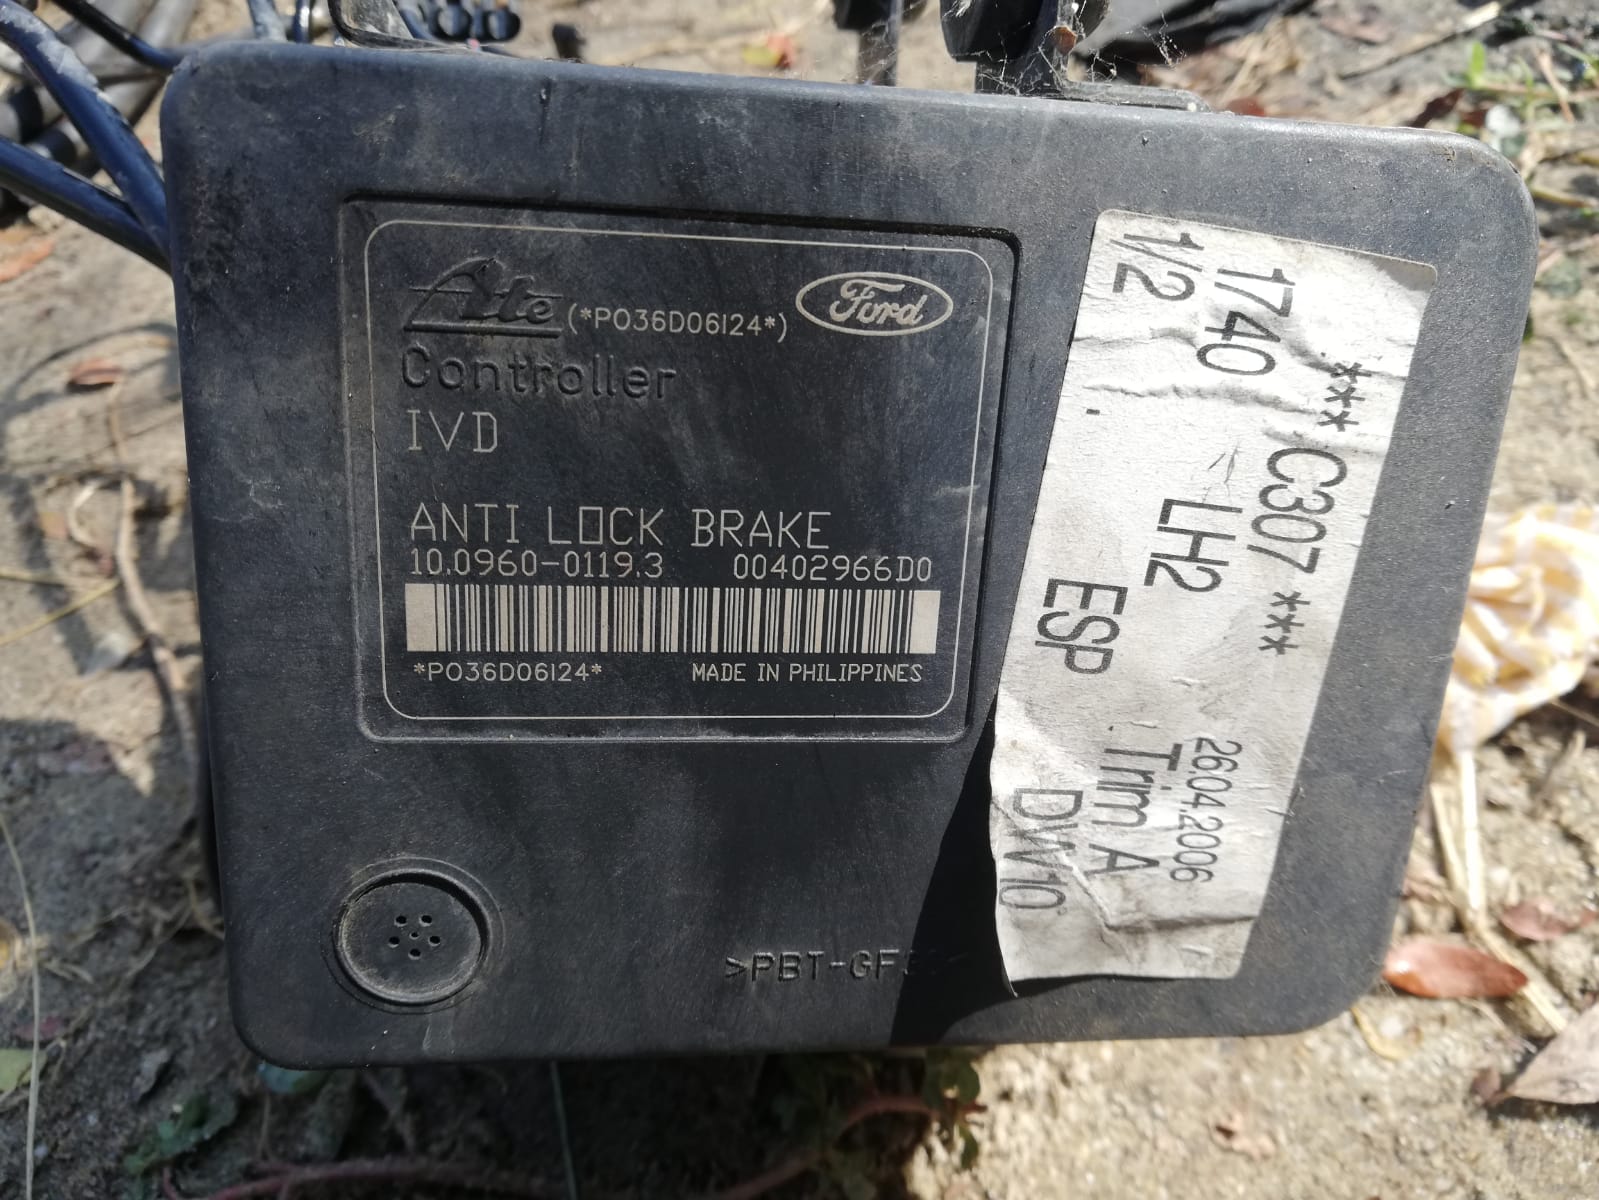 Ate (*P036D06I24*) Ford
Controller
IVD
ANTI LOCK BRAKE
10.0960-0119.3 00402966D0
*P036D06I24* MADE IN PHILIPPINES
>PBT-GF
*** C307 ***
1740 LH2 26.04.2006
1/2 ESP Trim A
DW10